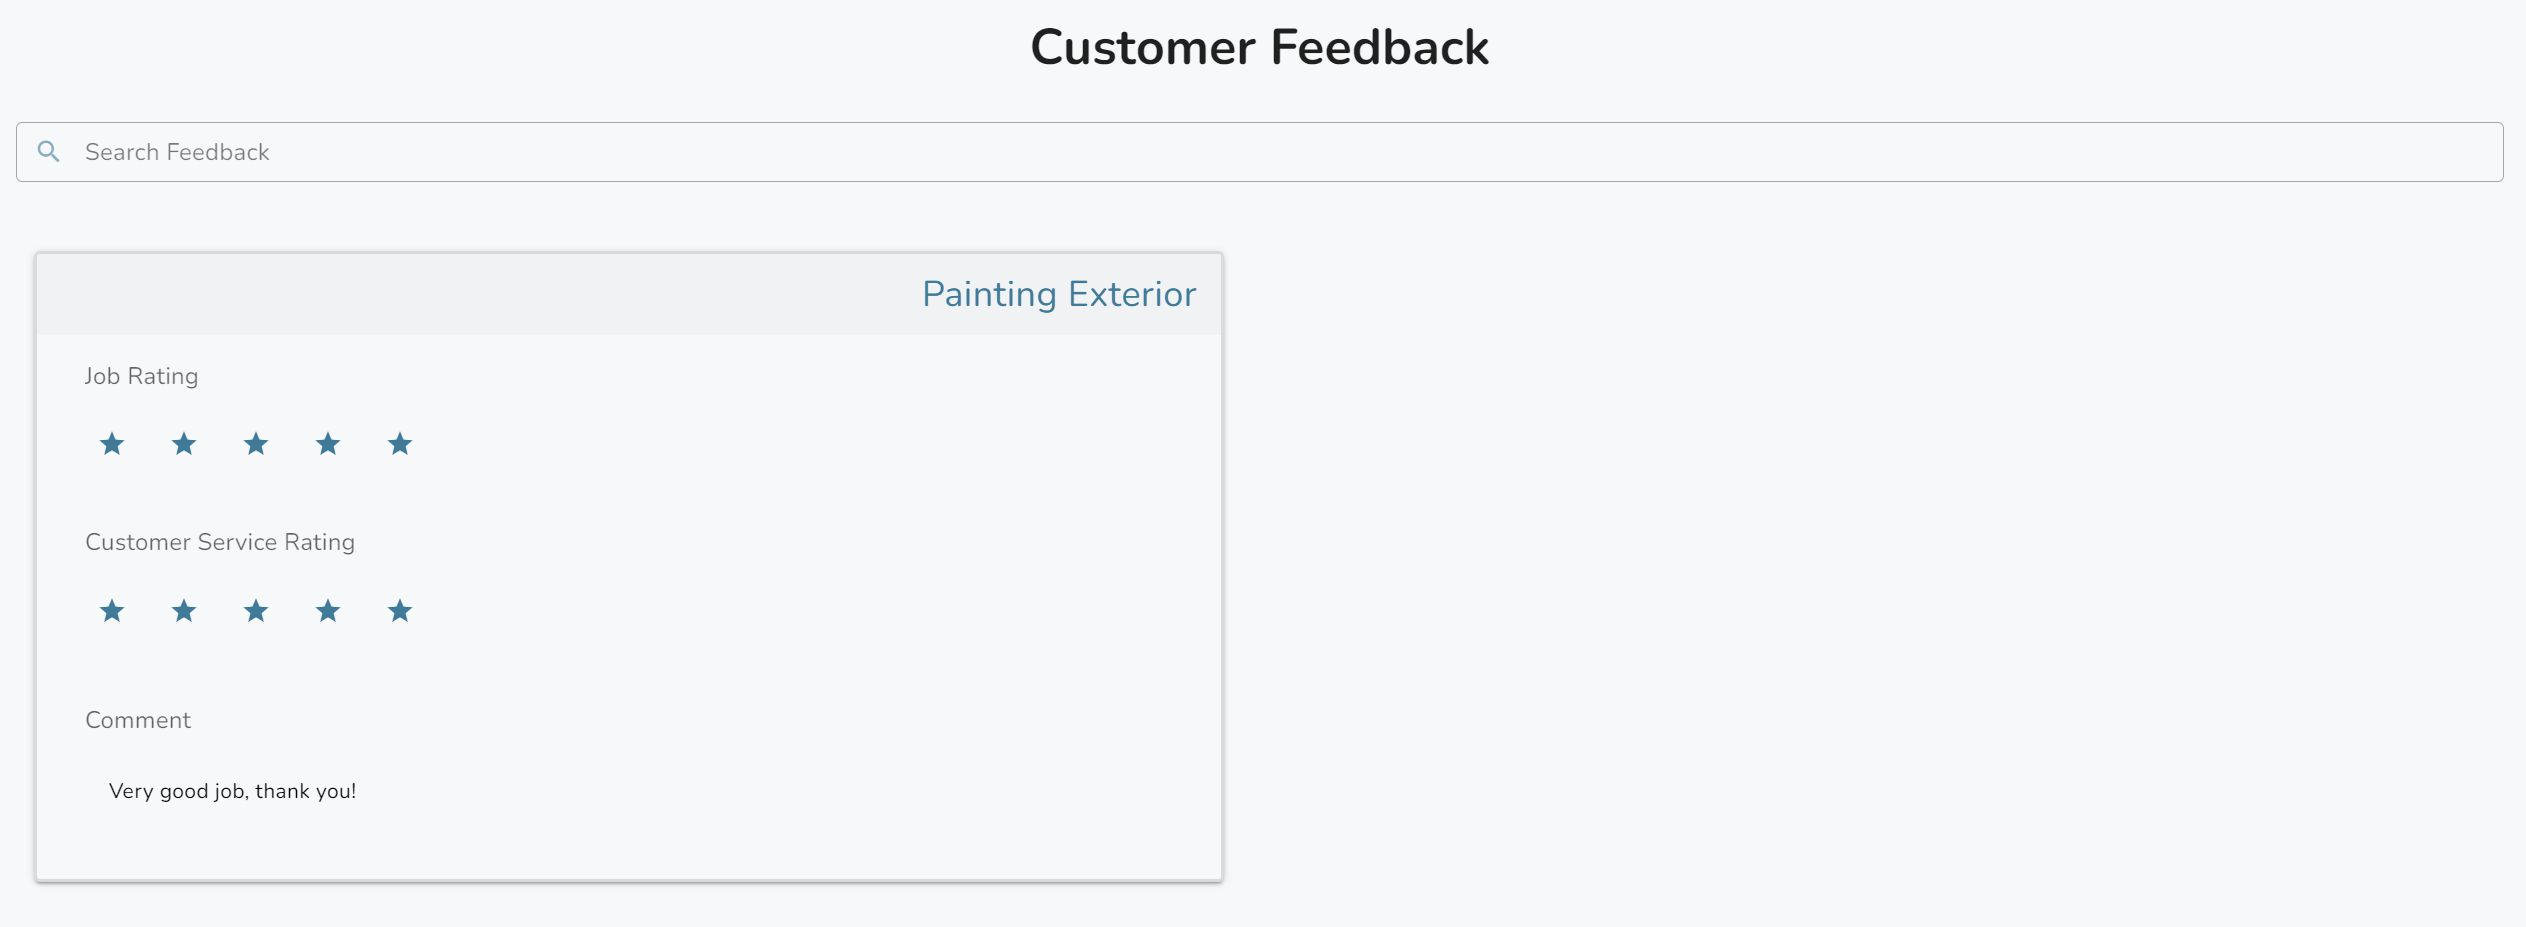 Customer Feedback
Search Feedback
Painting Exterior
Job Rating
Customer Service Rating
Comment
Very good job, thank you!